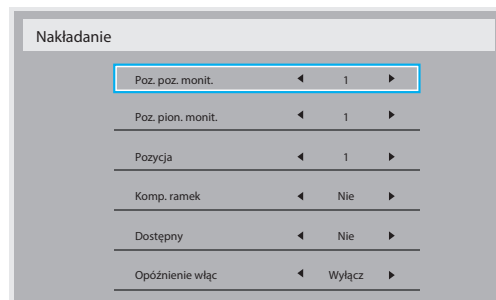 Nakładanie
Poz. poz. monit. 1
Poz. pion. monit. 1
Pozycja 1
Komp. ramek Nie
Dostępny Nie
Opóźnienie włąc Wyłącz